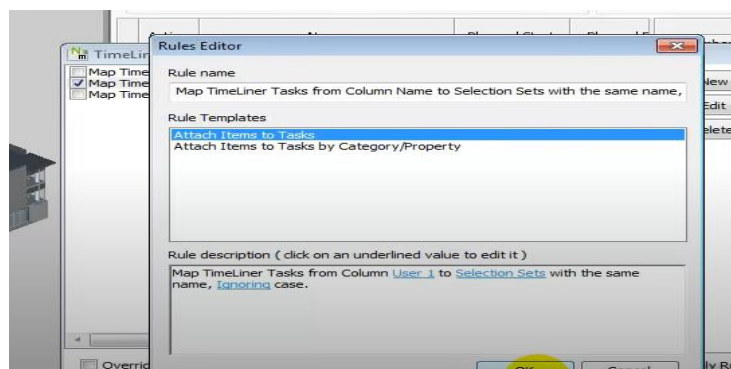 Rules Editor
TimeLin
Map Time
Map Time
Map Time
Rule name
Map TimeLiner Tasks from Column Name to Selection Sets with the same name,
Rule Templates
Attach Items to Tasks
Attach Items to Tasks by Category/Property
Rule description ( click on an underlined value to edit it )
Map TimeLiner Tasks from Column User 1 to Selection Sets with the same
name, Ignoring case.
New
Edit
elete
Overrid